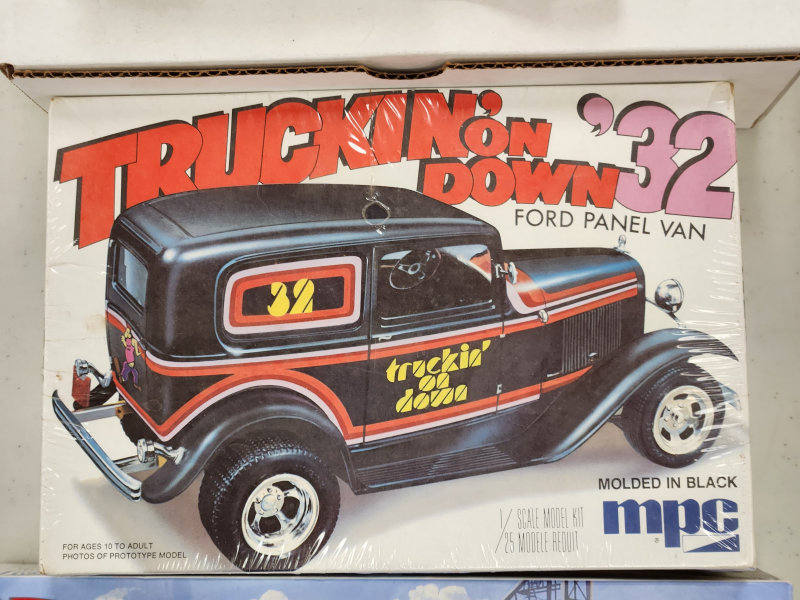 TRUCKIN' ON DOWN '32
FORD PANEL VAN
32
truckin'
on
down
MOLDED IN BLACK
mpc
®
1/25 SCALE MODEL KIT
MODELE REDUIT
FOR AGES 10 TO ADULT
PHOTOS OF PROTOTYPE MODEL